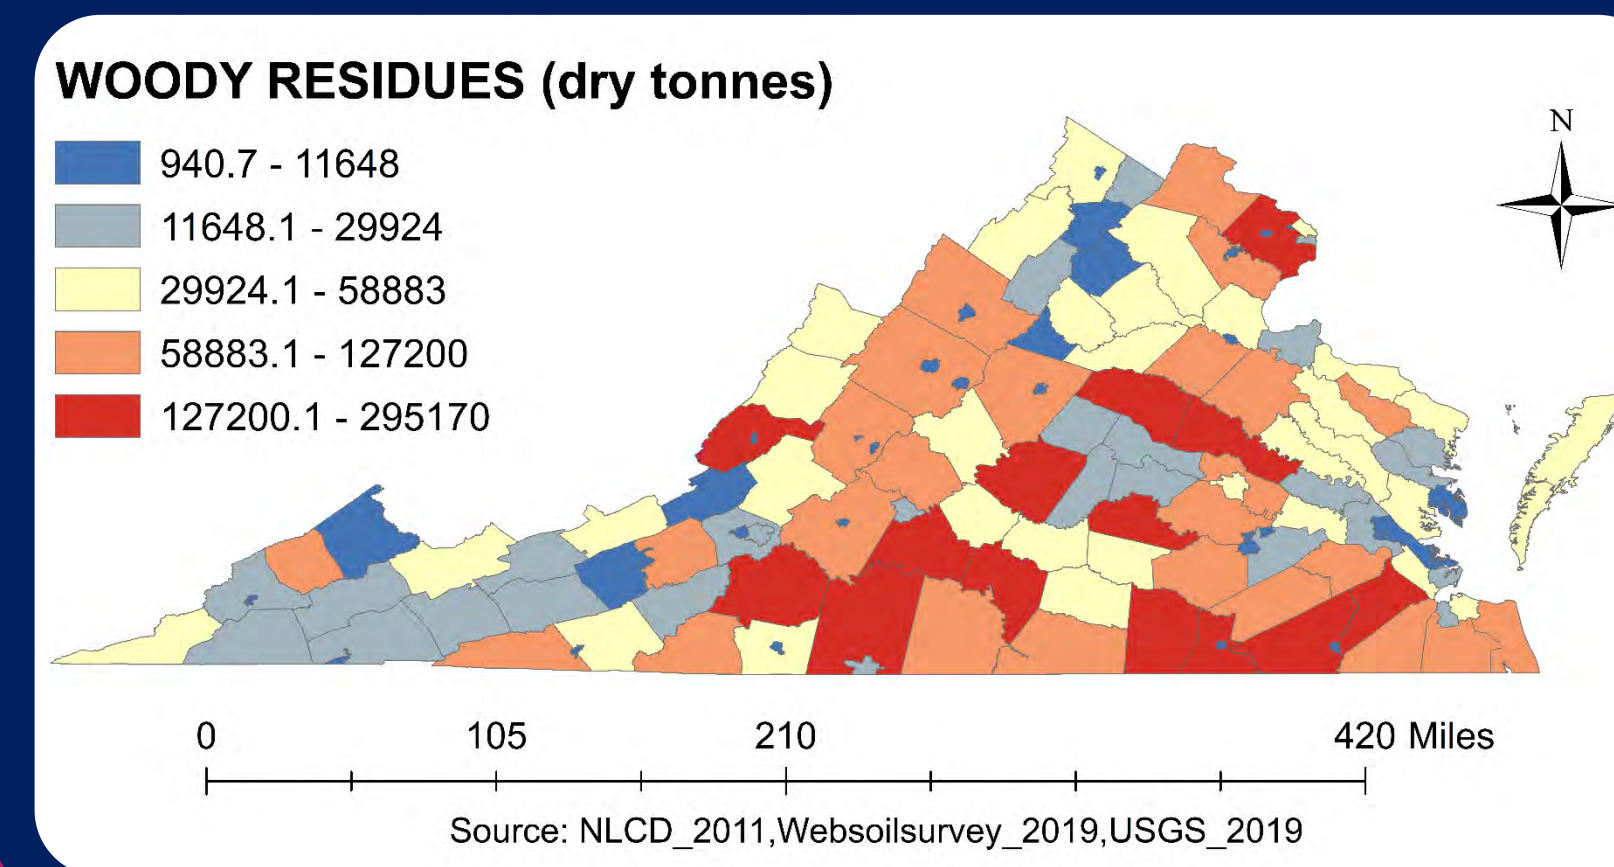 WOODY RESIDUES (dry tonnes)
940.7 - 11648
11648.1 - 29924
29924.1 - 58883
58883.1 - 127200
127200.1 - 295170
N
0 105 210 420 Miles
Source: NLCD_2011,Websoilsurvey_2019,USGS_2019